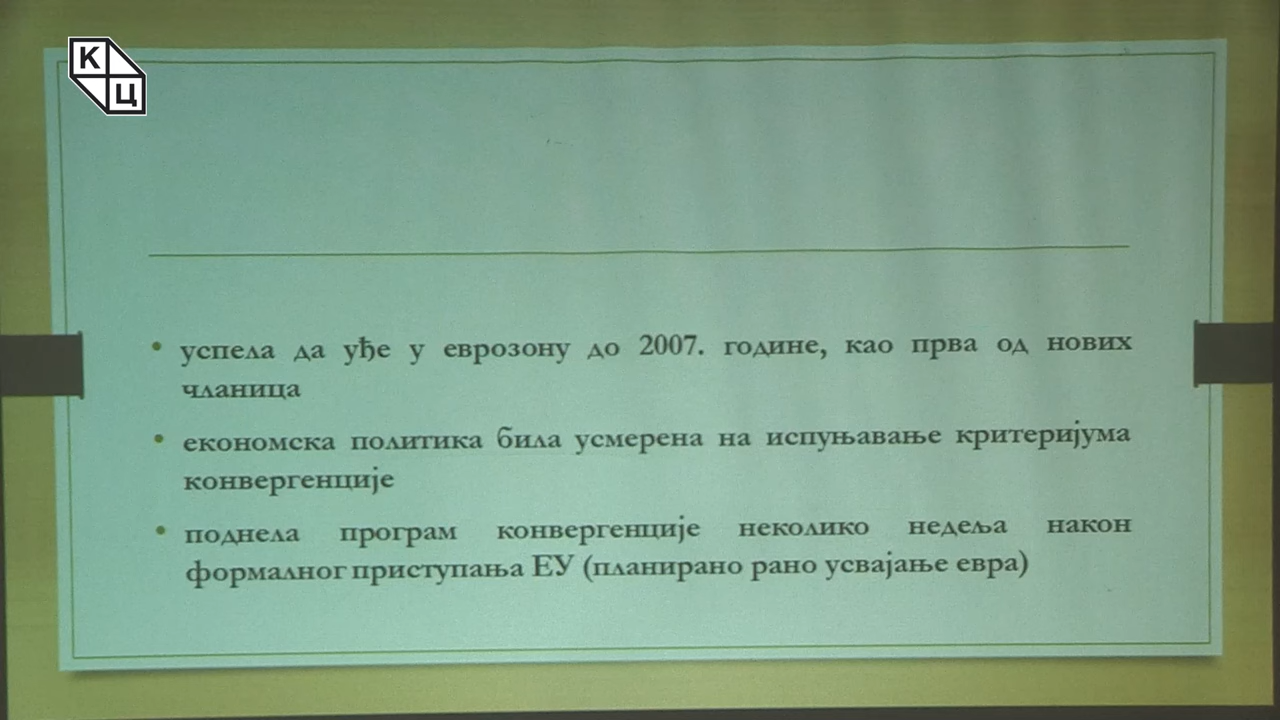 К
Ц
успела да уђе у еврозону до 2007. године, као прва од нових
чланица
економска политика била усмерена на испуњавање критеријума
конвергенције
поднела програм конвергенције неколико недеља након
формалног приступања ЕУ (планирано рано усвајање евра)